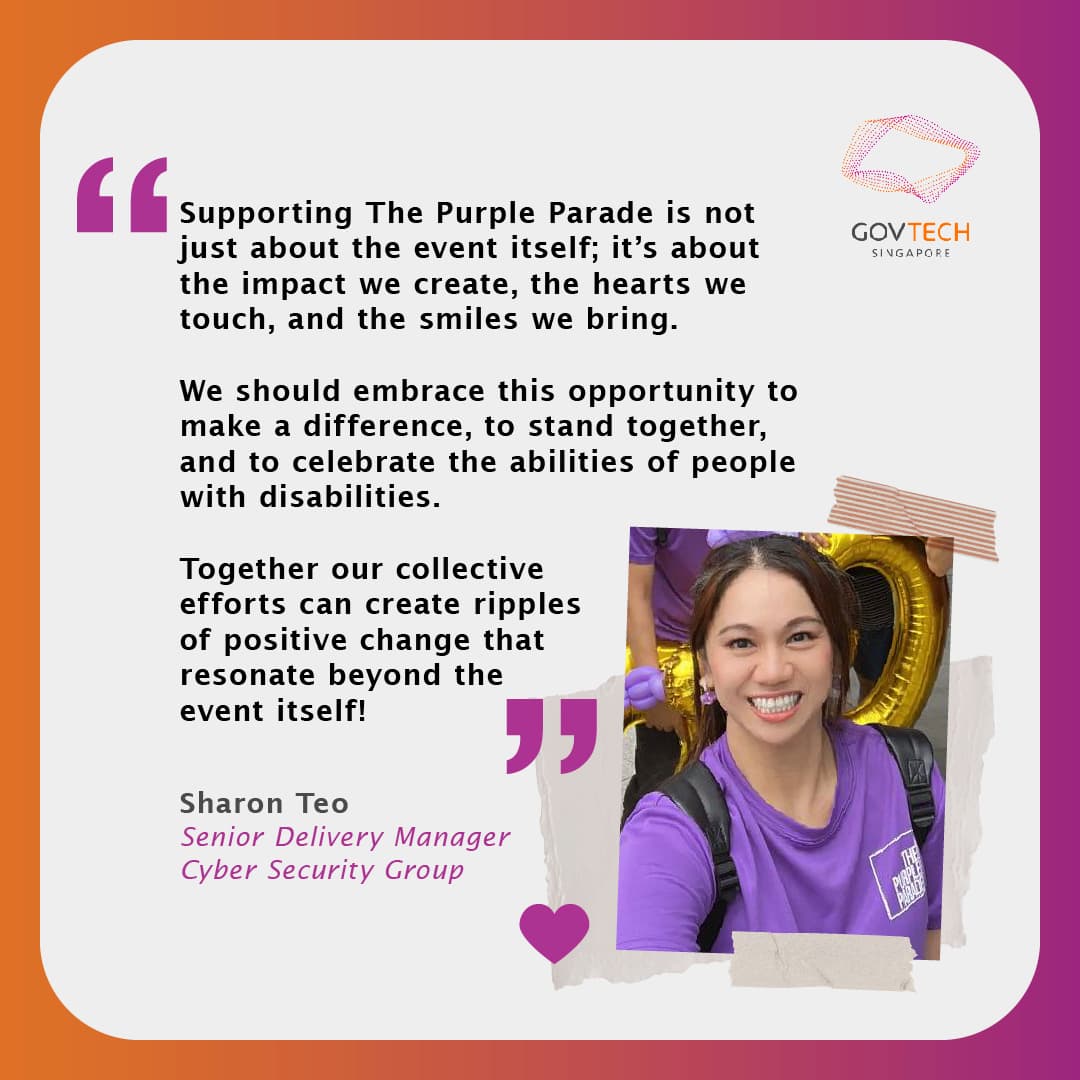 Supporting The Purple Parade is not
just about the event itself; it’s about
the impact we create, the hearts we
touch, and the smiles we bring.
We should embrace this opportunity to
make a difference, to stand together,
and to celebrate the abilities of people
with disabilities.
Together our collective
efforts can create ripples
of positive change that
resonate beyond the
event itself!
Sharon Teo
Senior Delivery Manager
Cyber Security Group
GOVTECH
SINGAPORE
THE
PURPLE
PARADE